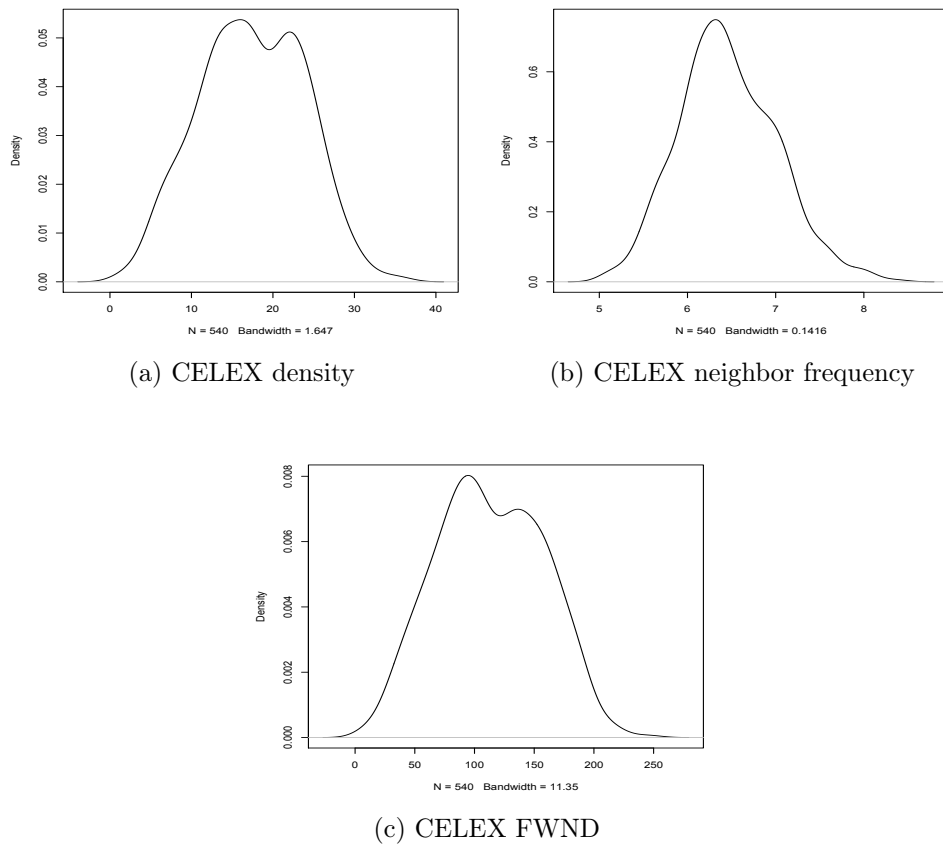 Density
0.00 0.01 0.02 0.03 0.04 0.05
0 10 20 30 40
N = 540 Bandwidth = 1.647
(a) CELEX density
Density
0.0 0.2 0.4 0.6
5 6 7 8
N = 540 Bandwidth = 0.1416
(b) CELEX neighbor frequency
Density
0.000 0.002 0.004 0.006 0.008
0 50 100 150 200 250
N = 540 Bandwidth = 11.35
(c) CELEX FWND